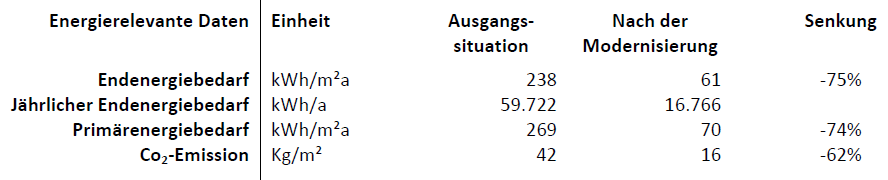 Energierelevante Daten Einheit Ausgangs- Nach der Senkung
situation Modernisierung
Endenergiebedarf kWh/m²a 238 61 -75%
Jährlicher Endenergiebedarf kWh/a 59.722 16.766
Primärenergiebedarf kWh/m²a 269 70 -74%
Co₂-Emission Kg/m² 42 16 -62%